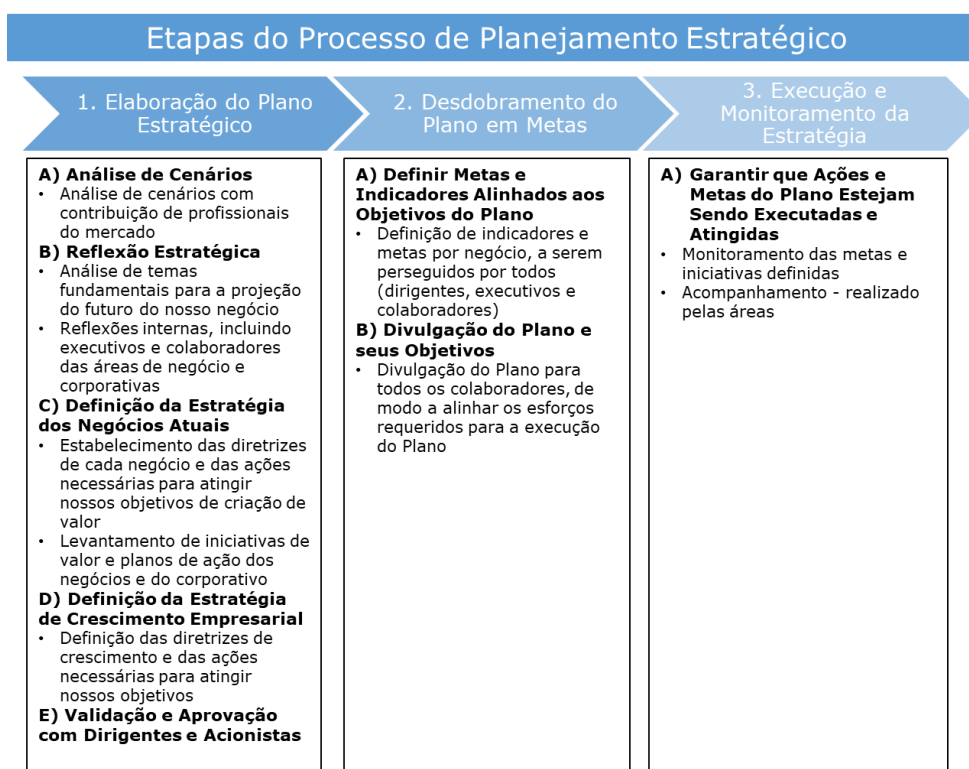 Etapas do Processo de Planejamento Estratégico
1. Elaboração do Plano
Estratégico
A) Análise de Cenários
• Análise de cenários com
contribuição de profissionais
do mercado
B) Reflexão Estratégica
• Análise de temas
fundamentais para a projeção
do futuro do nosso negócio
• Reflexões internas, incluindo
executivos e colaboradores
das áreas de negócio e
corporativas
C) Definição da Estratégia
dos Negócios Atuais
• Estabelecimento das diretrizes
de cada negócio e das ações
necessárias para atingir
nossos objetivos de criação de
valor
• Levantamento de iniciativas de
valor e planos de ação dos
negócios e do corporativo
D) Definição da Estratégia
de Crescimento Empresarial
• Definição das diretrizes de
crescimento e das ações
necessárias para atingir
nossos objetivos
E) Validação e Aprovação
com Dirigentes e Acionistas
2. Desdobramento do
Plano em Metas
A) Definir Metas e
Indicadores Alinhados aos
Objetivos do Plano
• Definição de indicadores e
metas por negócio, a serem
perseguidos por todos
(dirigentes, executivos e
colaboradores)
B) Divulgação do Plano e
seus Objetivos
• Divulgação do Plano para
todos os colaboradores, de
modo a alinhar os esforços
requeridos para a execução
do Plano
3. Execução e
Monitoramento da
Estratégia
A) Garantir que Ações e
Metas do Plano Estejam
Sendo Executadas e
Atingidas
• Monitoramento das metas e
iniciativas definidas
• Acompanhamento - realizado
pelas áreas